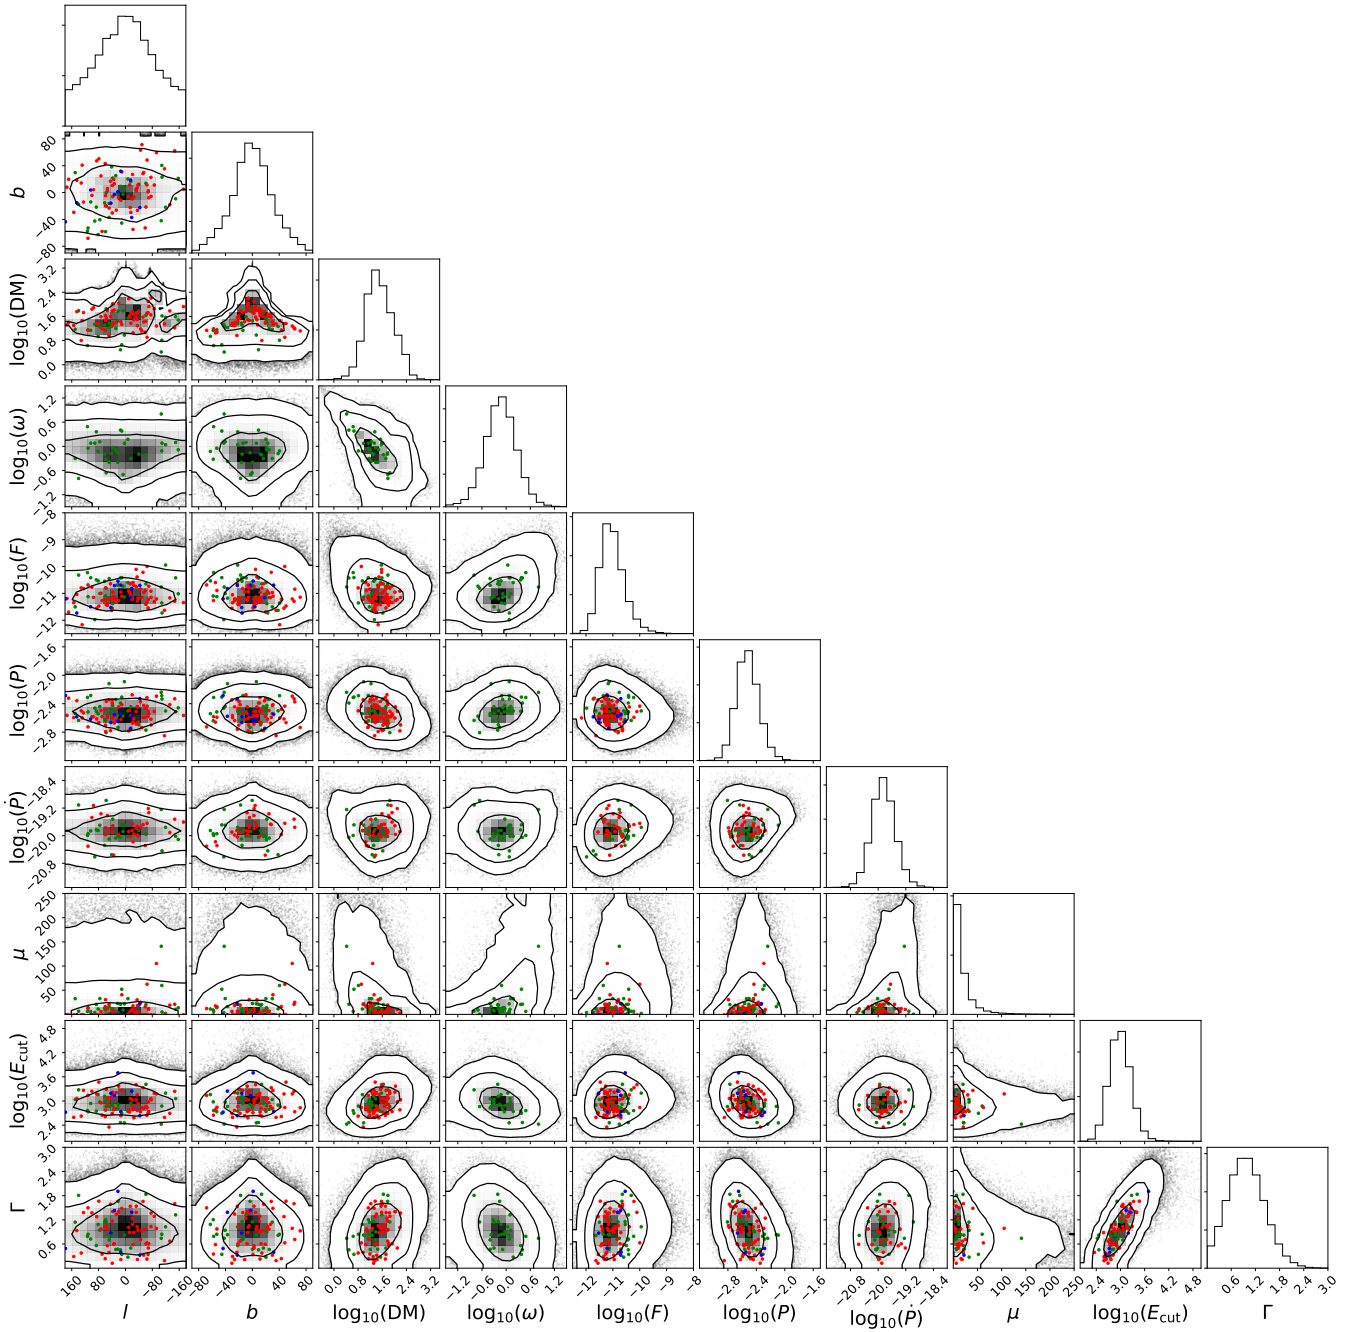 b
80
40
0
−40
−80
log10(DM)
3.2
2.4
1.6
0.8
0.0
log10(ω)
1.2
0.6
0.0
−0.6
−1.2
log10(F)
−8
−9
−10
−11
−12
log10(P)
−1.6
−2.0
−2.4
−2.8
log10(Ṗ)
−18.4
−19.2
−20.0
−20.8
μ
250
200
150
100
50
log10(Ecut)
4.8
4.2
3.6
3.0
2.4
Γ
3.0
2.4
1.8
1.2
0.6
160 80 0 −80 −160
−80 −40 0 40 80
0.0 0.8 1.6 2.4 3.2
−1.2 −0.6 0.0 0.6 1.2
−12 −11 −10 −9 −8
−2.8 −2.4 −2.0 −1.6
−20.8 −20.0 −19.2 −18.4
50 100 150 200 250
2.4 3.0 3.6 4.2 4.8
0.6 1.2 1.8 2.4 3.0
l b log10(DM) log10(ω) log10(F) log10(P) log10(Ṗ) μ log10(Ecut) Γ